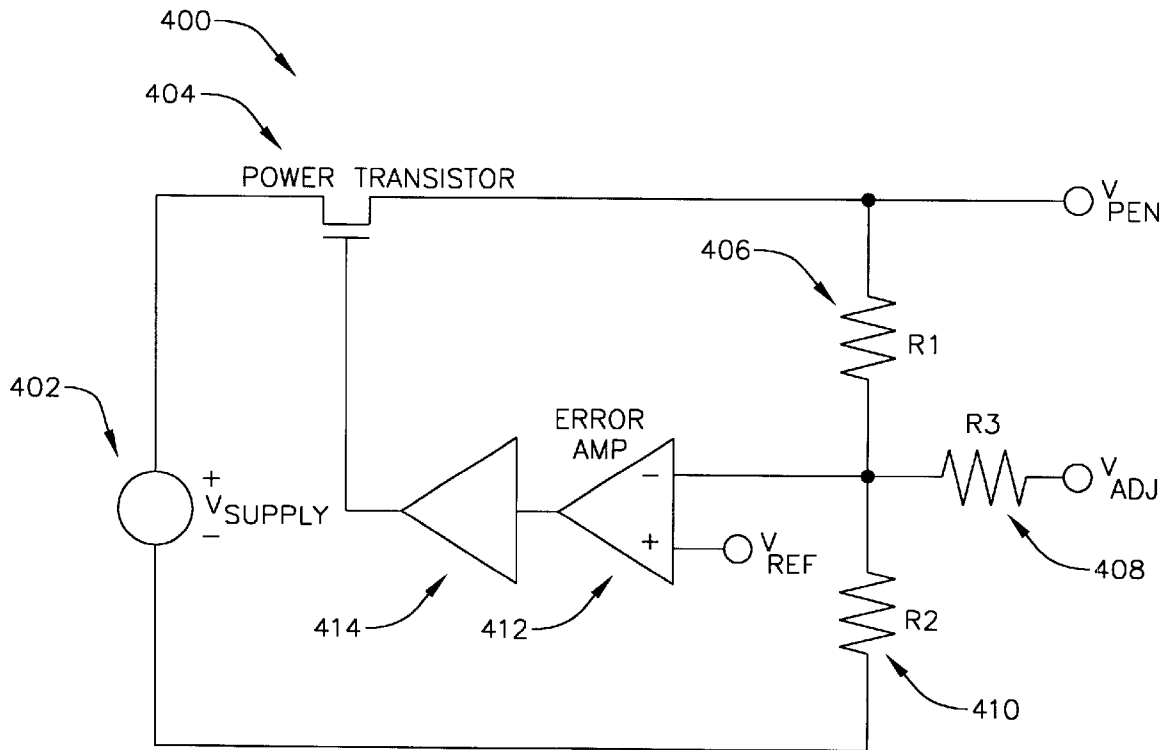 400
404
POWER TRANSISTOR
V
PEN
406
R1
402
ERROR
AMP
R3
+
V
SUPPLY
-
-
+
V
ADJ
V
REF
408
414
412
R2
410